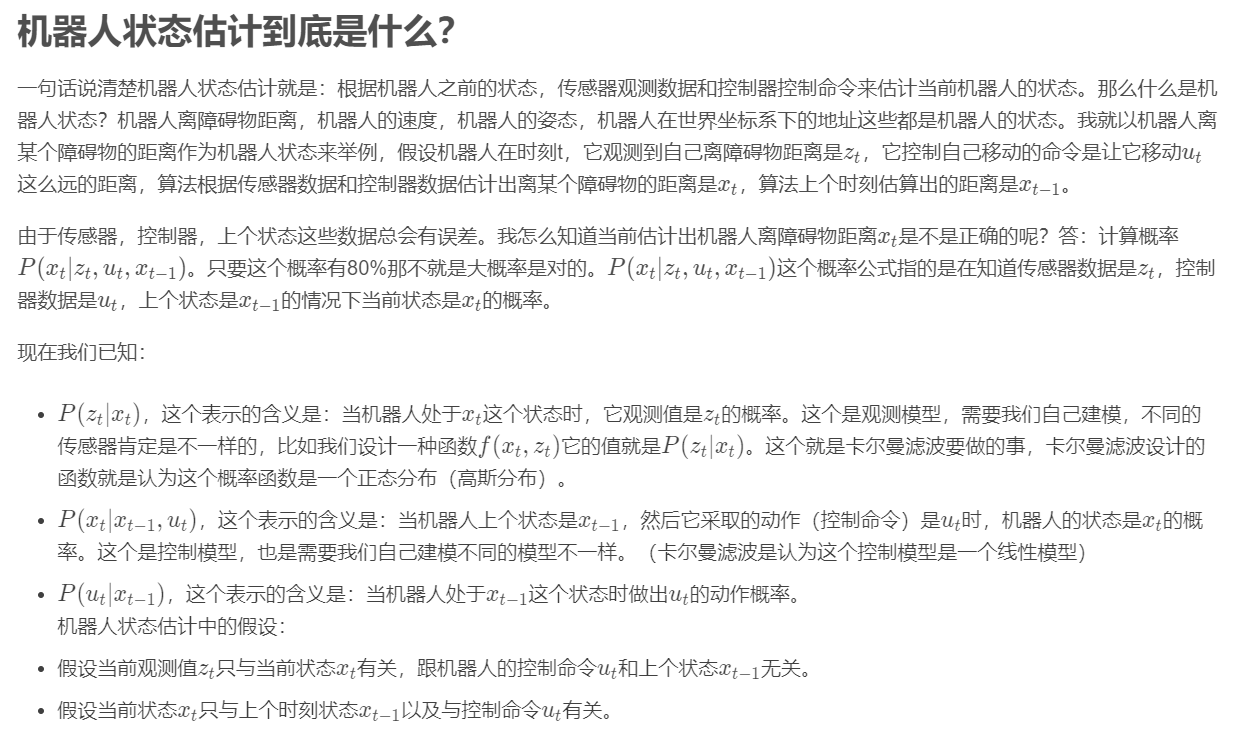 机器人状态估计到底是什么?
一句话说清楚机器人状态估计就是：根据机器人之前的状态，传感器观测数据和控制器控制命令来估计当前机器人的状态。那么什么是机
器人状态？机器人离障碍物距离，机器人的速度，机器人的姿态，机器人在世界坐标系下的地址这些都是机器人的状态。我就以机器人离
某个障碍物的距离作为机器人状态来举例，假设机器人在时刻t，它观测到自己离障碍物距离是$z_t$，它控制自己移动的命令是让它移动$u_t$
这么远的距离，算法根据传感器数据和控制器数据估计出离某个障碍物的距离是$x_t$，算法上个时刻估算出的距离是$x_{t-1}$。
由于传感器，控制器，上个状态这些数据总会有误差。我怎么知道当前估计出机器人离障碍物距离$x_t$是不是正确的呢？答：计算概率
$P(x_t|z_t, u_t, x_{t-1})$。只要这个概率有80%那不就是大概率是对的。$P(x_t|z_t, u_t, x_{t-1})$这个概率公式指的是在知道传感器数据是$z_t$，控制
器数据是$u_t$，上个状态是$x_{t-1}$的情况下当前状态是$x_t$的概率。
现在我们已知：
• $P(z_t|x_t)$，这个表示的含义是：当机器人处于$x_t$这个状态时，它观测值是$z_t$的概率。这个是观测模型，需要我们自己建模，不同的
传感器肯定是不一样的，比如我们设计一种函数$f(x_t, z_t)$它的值就是$P(z_t|x_t)$。这个就是卡尔曼滤波要做的事，卡尔曼滤波设计的
函数就是认为这个概率函数是一个正态分布（高斯分布）。
• $P(x_t|x_{t-1}, u_t)$，这个表示的含义是：当机器人上个状态是$x_{t-1}$，然后它采取的动作（控制命令）是$u_t$时，机器人的状态是$x_t$的概
率。这个是控制模型，也是需要我们自己建模不同的模型不一样。（卡尔曼滤波是认为这个控制模型是一个线性模型）
• $P(u_t|x_{t-1})$，这个表示的含义是：当机器人处于$x_{t-1}$这个状态时做出$u_t$的动作概率。
机器人状态估计中的假设：
• 假设当前观测值$z_t$只与当前状态$x_t$有关，跟机器人的控制命令$u_t$和上个状态$x_{t-1}$无关。
• 假设当前状态$x_t$只与上个时刻状态$x_{t-1}$以及与控制命令$u_t$有关。